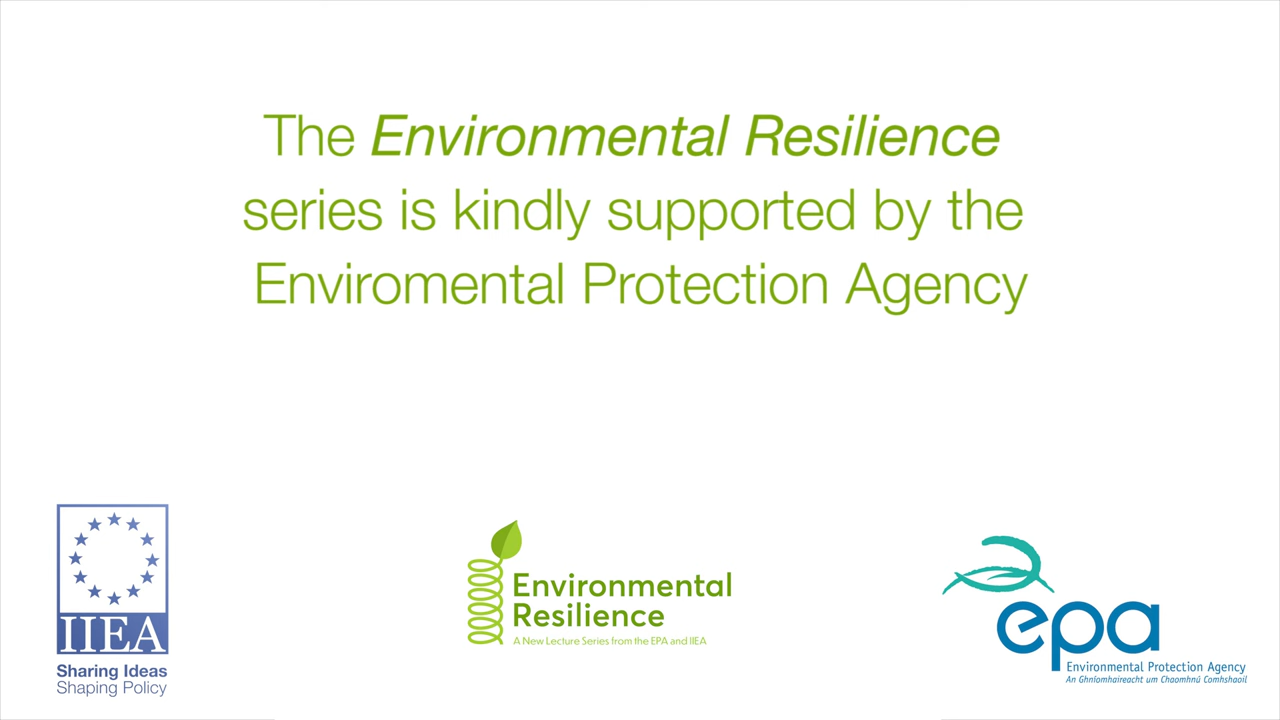 The Environmental Resilience
series is kindly supported by the
Enviromental Protection Agency
IIEA
Sharing Ideas
Shaping Policy
Environmental
Resilience
A New Lecture Series from the EPA and IIEA
epa
Environmental Protection Agency
An Ghníomhaireacht um Chaomhnú Comhshaoil